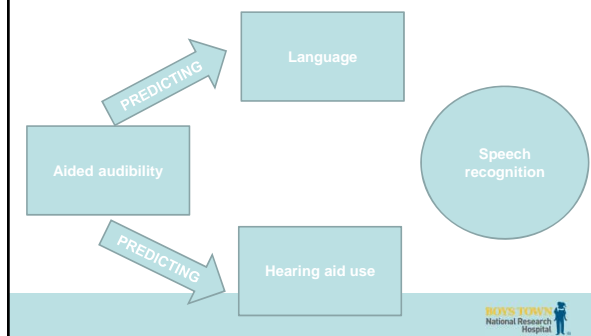 Language
PREDICTING
Aided audibility
Speech
recognition
PREDICTING
Hearing aid use
BOYS TOWN
National Research
Hospital